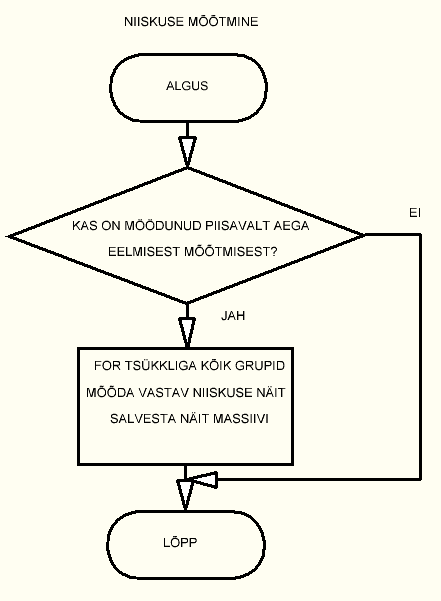 NIISKUSE MÕÕTMINE
ALGUS
KAS ON MÖÖDUNUD PIISAVALT AEGA
EELMISEST MÕÕTMISEST?
EI
JAH
FOR TSÜKKLIGA KÕIK GRUPID
MÕÕDA VASTAV NIISKUSE NÄIT
SALVESTA NÄIT MASSIIVI
LÕPP